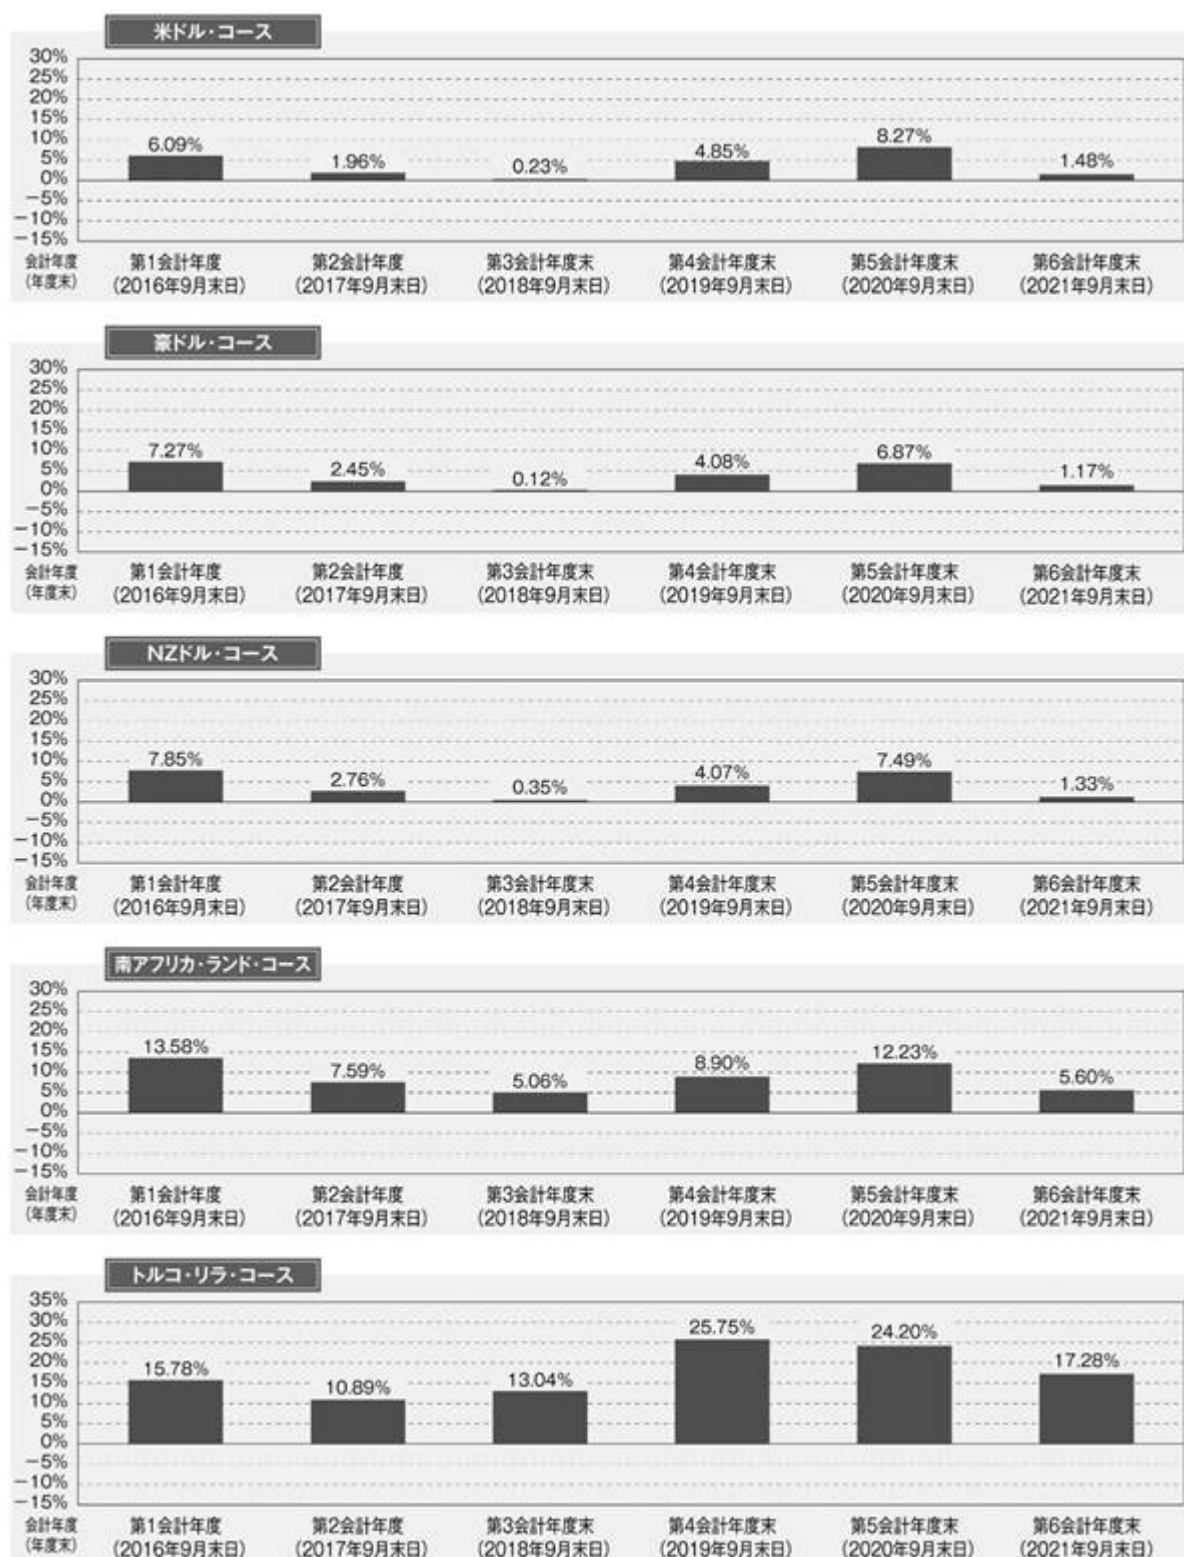 米ドル・コース
30%
25%
20%
15%
10%
5%
0%
−5%
−10%
−15%
6.09% 1.96% 0.23% 4.85% 8.27% 1.48%
会計年度 第1会計年度 第2会計年度 第3会計年度末 第4会計年度末 第5会計年度末 第6会計年度末
(年度末) (2016年9月末日) (2017年9月末日) (2018年9月末日) (2019年9月末日) (2020年9月末日) (2021年9月末日)
豪ドル・コース
30%
25%
20%
15%
10%
5%
0%
−5%
−10%
−15%
7.27% 2.45% 0.12% 4.08% 6.87% 1.17%
会計年度 第1会計年度 第2会計年度 第3会計年度末 第4会計年度末 第5会計年度末 第6会計年度末
(年度末) (2016年9月末日) (2017年9月末日) (2018年9月末日) (2019年9月末日) (2020年9月末日) (2021年9月末日)
NZドル・コース
30%
25%
20%
15%
10%
5%
0%
−5%
−10%
−15%
7.85% 2.76% 0.35% 4.07% 7.49% 1.33%
会計年度 第1会計年度 第2会計年度 第3会計年度末 第4会計年度末 第5会計年度末 第6会計年度末
(年度末) (2016年9月末日) (2017年9月末日) (2018年9月末日) (2019年9月末日) (2020年9月末日) (2021年9月末日)
南アフリカ・ランド・コース
30%
25%
20%
15%
10%
5%
0%
−5%
−10%
−15%
13.58% 7.59% 5.06% 8.90% 12.23% 5.60%
会計年度 第1会計年度 第2会計年度 第3会計年度末 第4会計年度末 第5会計年度末 第6会計年度末
(年度末) (2016年9月末日) (2017年9月末日) (2018年9月末日) (2019年9月末日) (2020年9月末日) (2021年9月末日)
トルコ・リラ・コース
35%
30%
25%
20%
15%
10%
5%
0%
−5%
−10%
−15%
15.78% 10.89% 13.04% 25.75% 24.20% 17.28%
会計年度 第1会計年度 第2会計年度 第3会計年度末 第4会計年度末 第5会計年度末 第6会計年度末
(年度末) (2016年9月末日) (2017年9月末日) (2018年9月末日) (2019年9月末日) (2020年9月末日) (2021年9月末日)